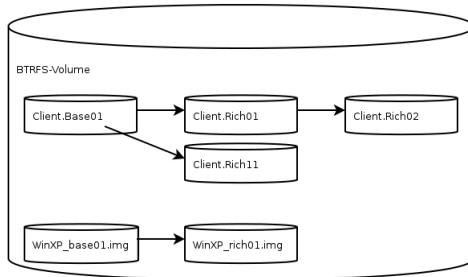 BTRFS-Volume
Client.Base01
Client.Rich01
Client.Rich02
Client.Rich11
WinXP_base01.img
WinXP_rich01.img